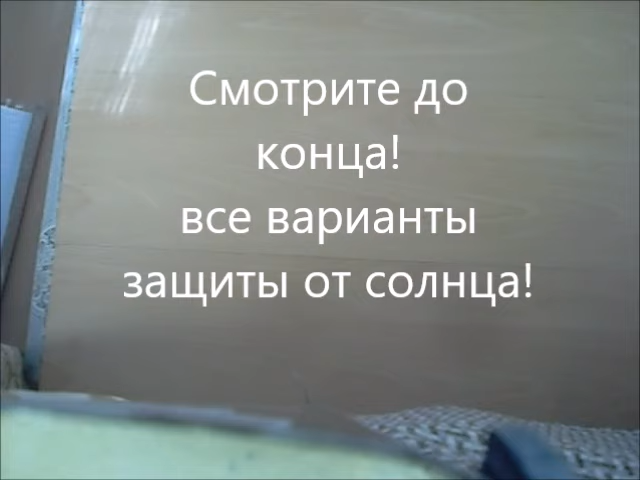 Смотрите до
конца!
все варианты
защиты от солнца!